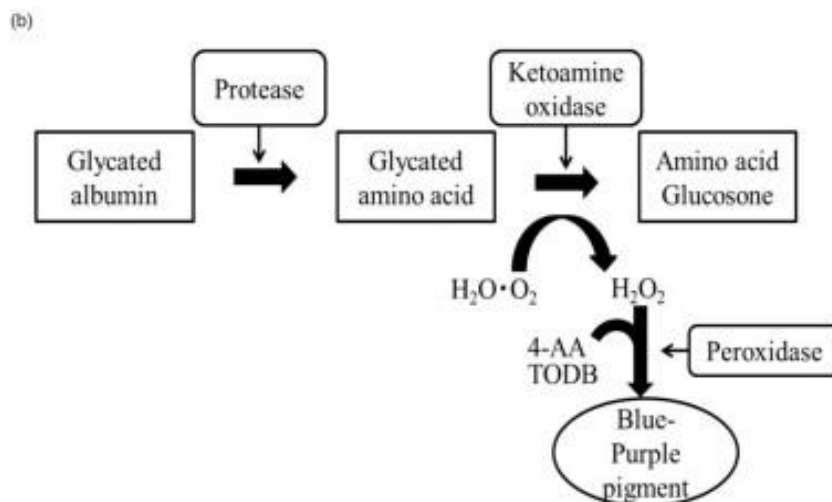 (b)
Protease
Ketoamine
oxidase
Glycated
albumin
Glycated
amino acid
Amino acid
Glucosone
H₂O・O₂
H₂O₂
4-AA
TODB
Peroxidase
Blue-
Purple
pigment